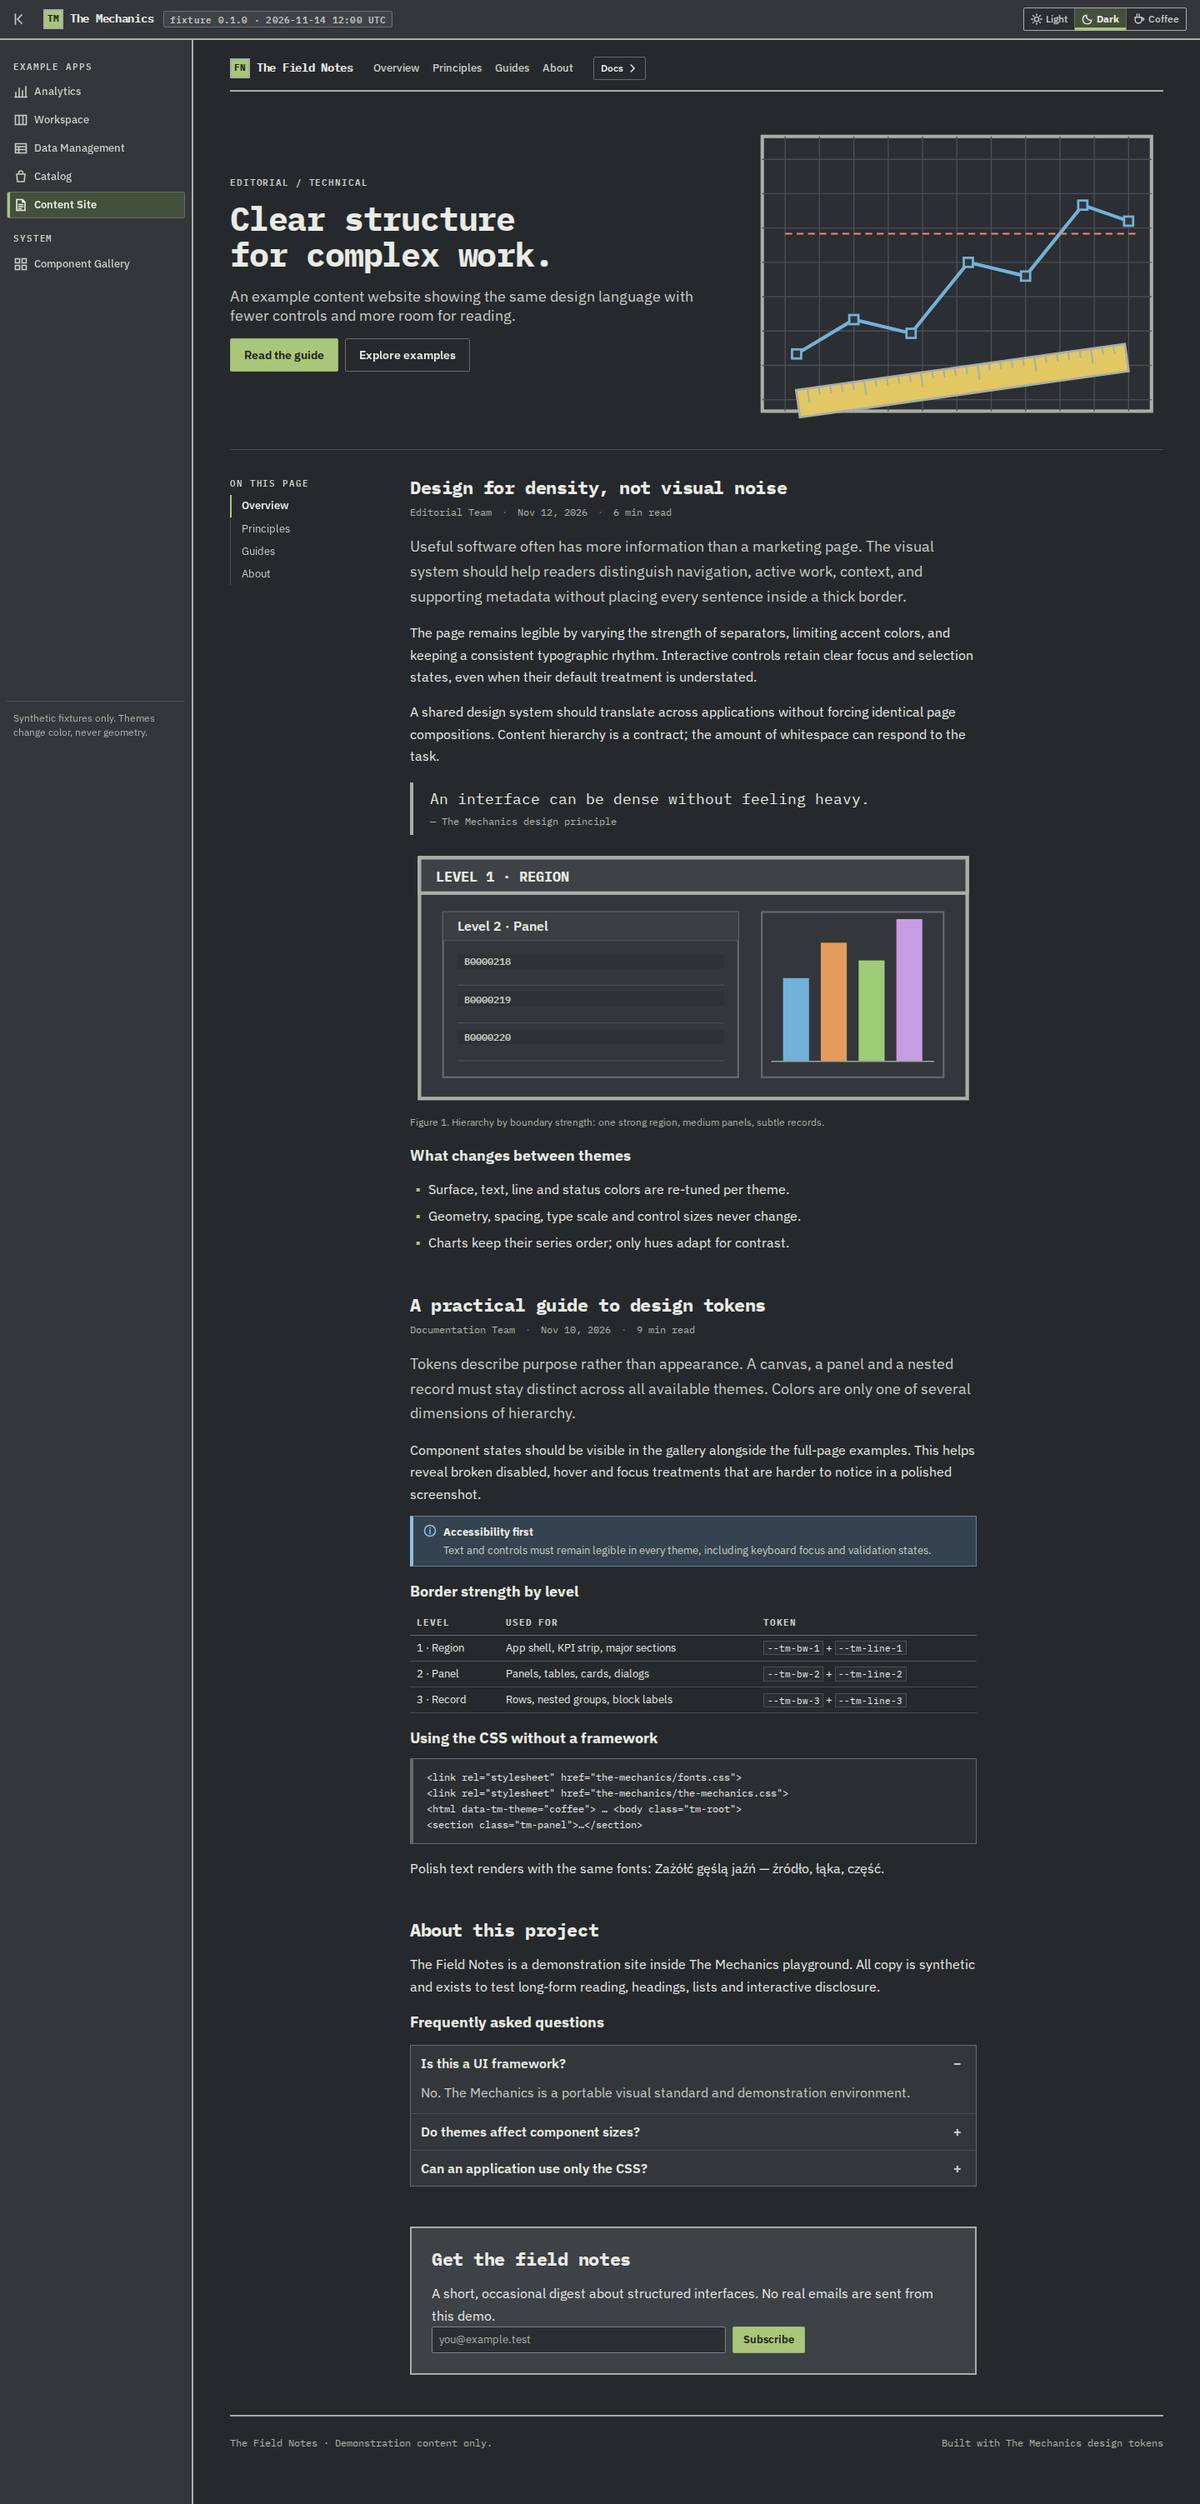 TM The Mechanics fixture 0.1.0 · 2026-11-14 12:00 UTC Light Dark Coffee
EXAMPLE APPS
Analytics
Workspace
Data Management
Catalog
Content Site
SYSTEM
Component Gallery
Synthetic fixtures only. Themes
change color, never geometry.
FN The Field Notes Overview Principles Guides About Docs
EDITORIAL / TECHNICAL
Clear structure
for complex work.
An example content website showing the same design language with
fewer controls and more room for reading.
Read the guide Explore examples
ON THIS PAGE
Overview
Principles
Guides
About
Design for density, not visual noise
Editorial Team · Nov 12, 2026 · 6 min read
Useful software often has more information than a marketing page. The visual
system should help readers distinguish navigation, active work, context, and
supporting metadata without placing every sentence inside a thick border.
The page remains legible by varying the strength of separators, limiting accent colors, and
keeping a consistent typographic rhythm. Interactive controls retain clear focus and selection
states, even when their default treatment is understated.
A shared design system should translate across applications without forcing identical page
compositions. Content hierarchy is a contract; the amount of whitespace can respond to the
task.
An interface can be dense without feeling heavy.
— The Mechanics design principle
LEVEL 1 · REGION
Level 2 · Panel
B0000218
B0000219
B0000220
Figure 1. Hierarchy by boundary strength: one strong region, medium panels, subtle records.
What changes between themes
▪ Surface, text, line and status colors are re-tuned per theme.
▪ Geometry, spacing, type scale and control sizes never change.
▪ Charts keep their series order; only hues adapt for contrast.
A practical guide to design tokens
Documentation Team · Nov 10, 2026 · 9 min read
Tokens describe purpose rather than appearance. A canvas, a panel and a nested
record must stay distinct across all available themes. Colors are only one of several
dimensions of hierarchy.
Component states should be visible in the gallery alongside the full-page examples. This helps
reveal broken disabled, hover and focus treatments that are harder to notice in a polished
screenshot.
Accessibility first
Text and controls must remain legible in every theme, including keyboard focus and validation states.
Border strength by level
LEVEL USED FOR TOKEN
1 · Region App shell, KPI strip, major sections --tm-bw-1 + --tm-line-1
2 · Panel Panels, tables, cards, dialogs --tm-bw-2 + --tm-line-2
3 · Record Rows, nested groups, block labels --tm-bw-3 + --tm-line-3
Using the CSS without a framework
<link rel="stylesheet" href="the-mechanics/fonts.css">
<link rel="stylesheet" href="the-mechanics/the-mechanics.css">
<html data-tm-theme="coffee"> … <body class="tm-root">
<section class="tm-panel">…</section>
Polish text renders with the same fonts: Zażółć gęślą jaźń — źródło, łąka, część.
About this project
The Field Notes is a demonstration site inside The Mechanics playground. All copy is synthetic
and exists to test long-form reading, headings, lists and interactive disclosure.
Frequently asked questions
Is this a UI framework? −
No. The Mechanics is a portable visual standard and demonstration environment.
Do themes affect component sizes? +
Can an application use only the CSS? +
Get the field notes
A short, occasional digest about structured interfaces. No real emails are sent from
this demo.
you@example.test Subscribe
The Field Notes · Demonstration content only. Built with The Mechanics design tokens